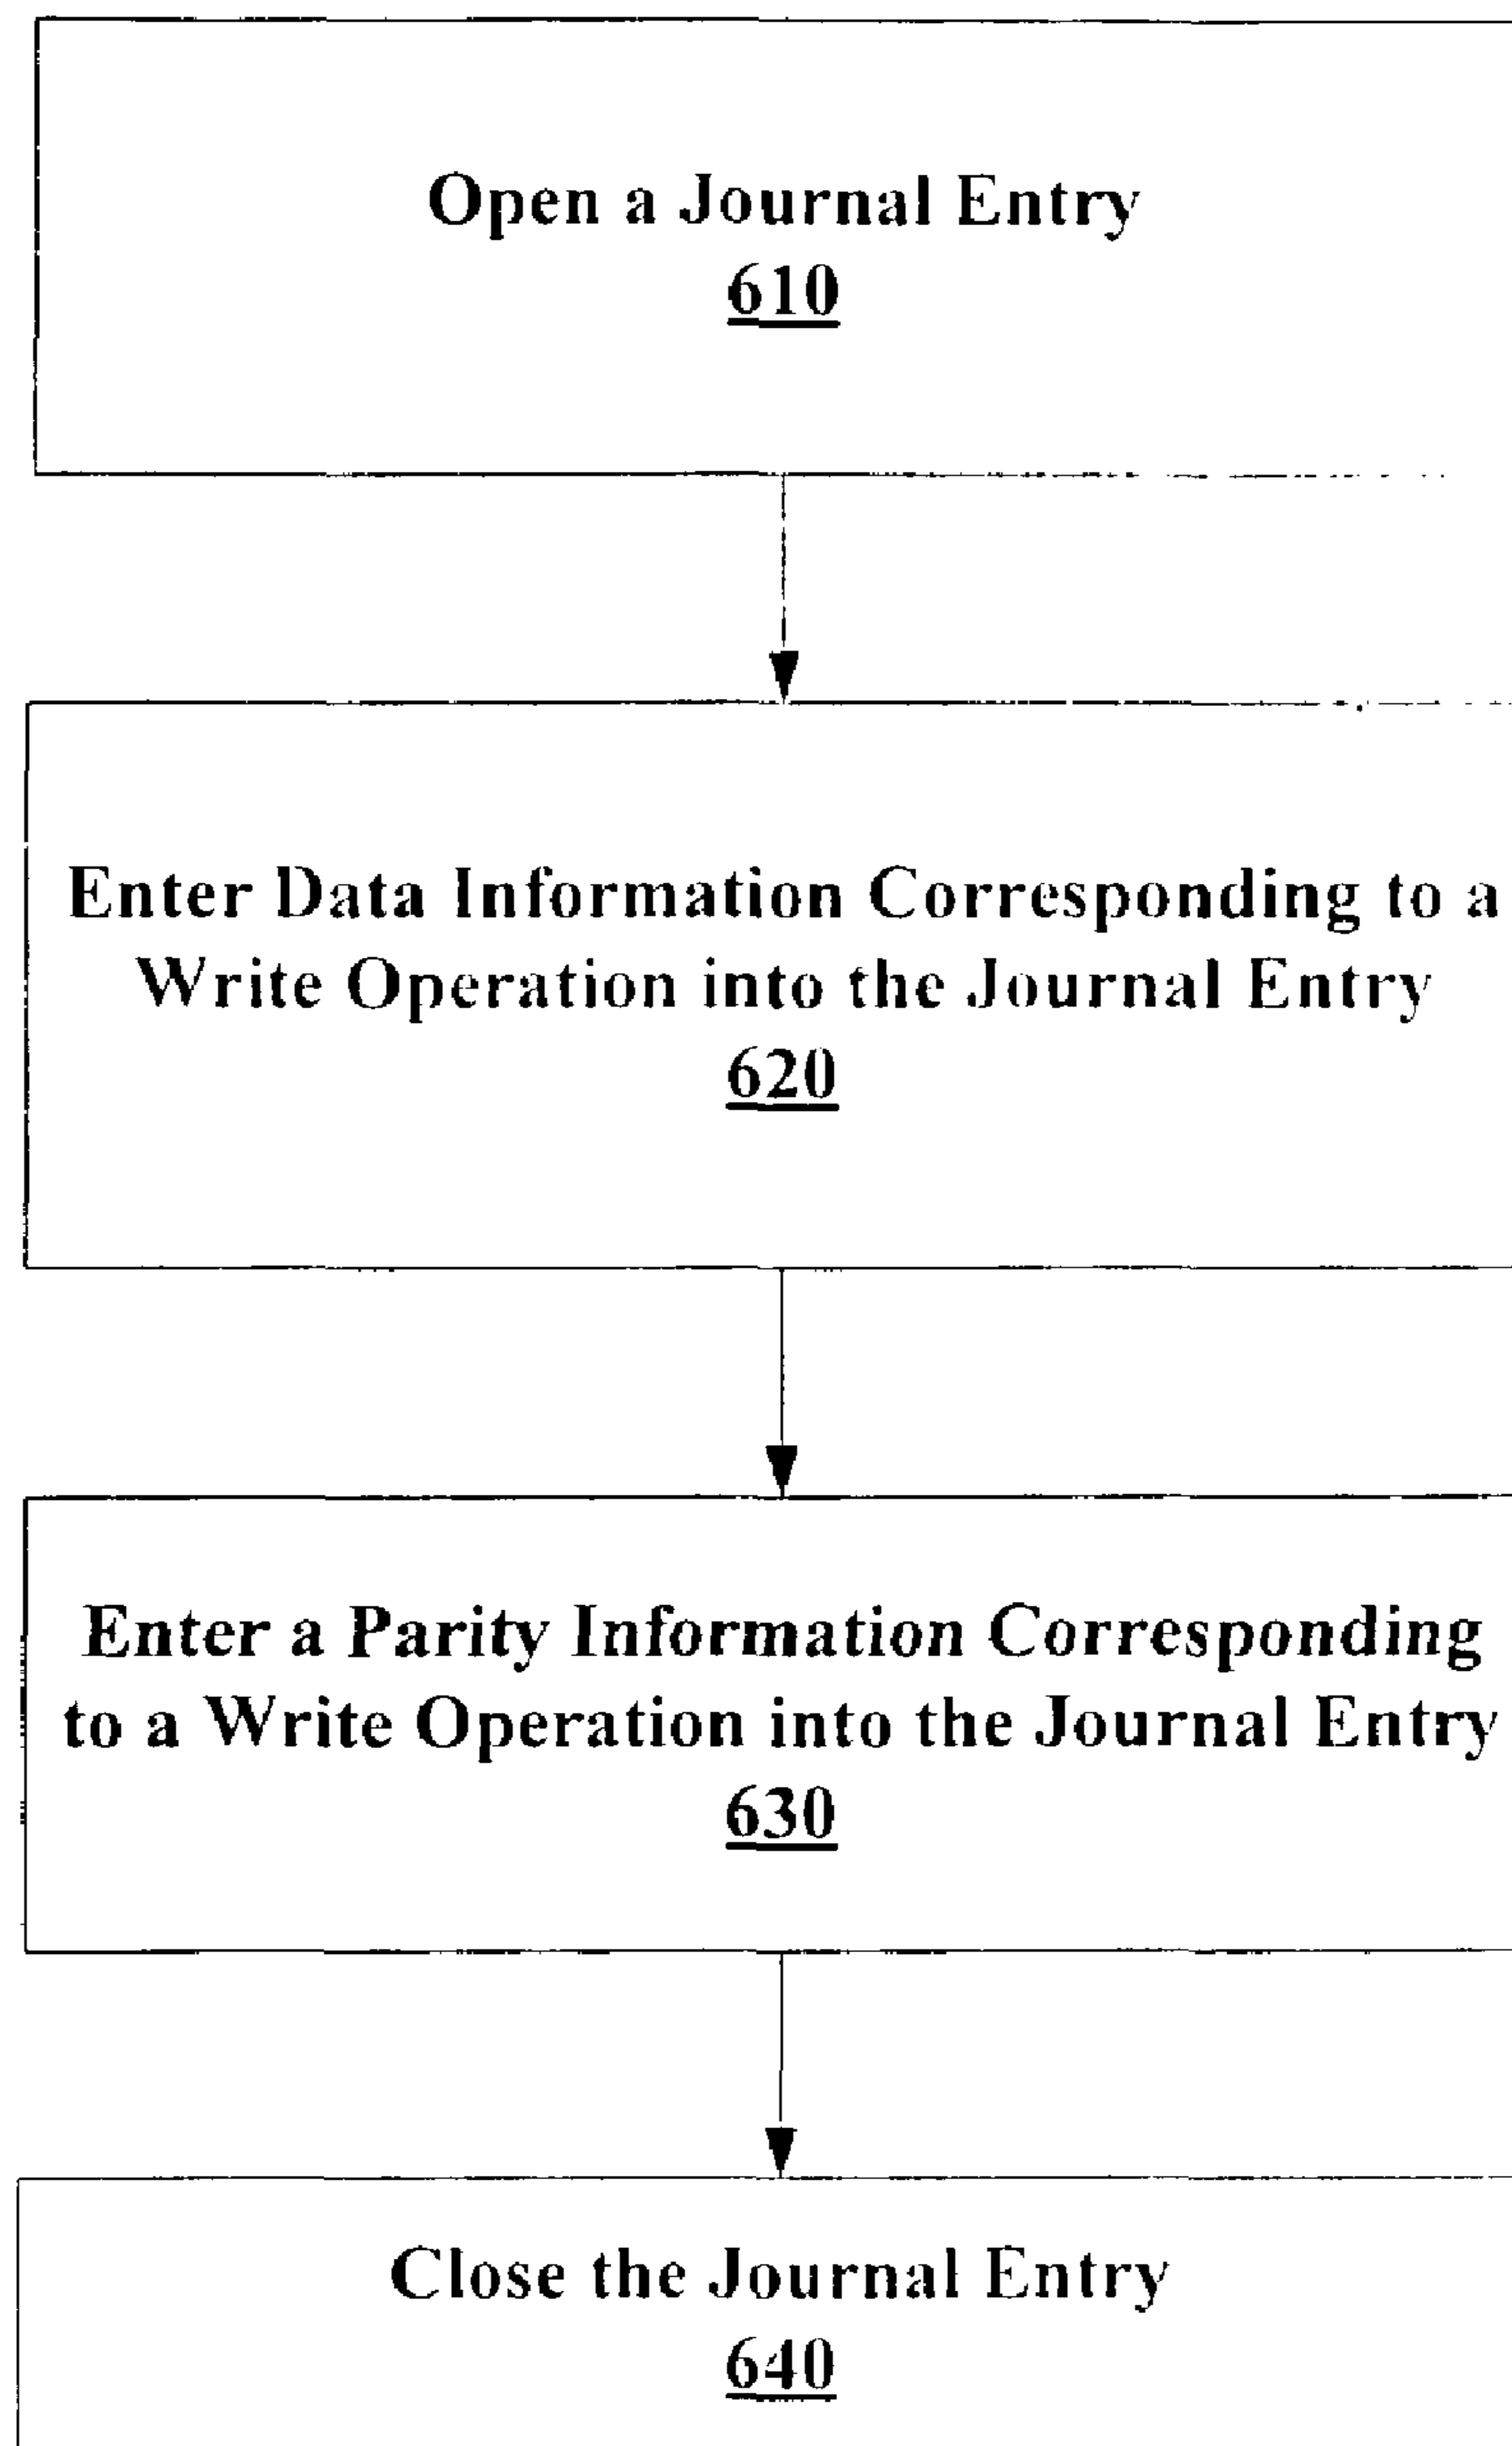 Open a Journal Entry
610
Enter Data Information Corresponding to a
Write Operation into the Journal Entry
620
Enter a Parity Information Corresponding
to a Write Operation into the Journal Entry
630
Close the Journal Entry
640